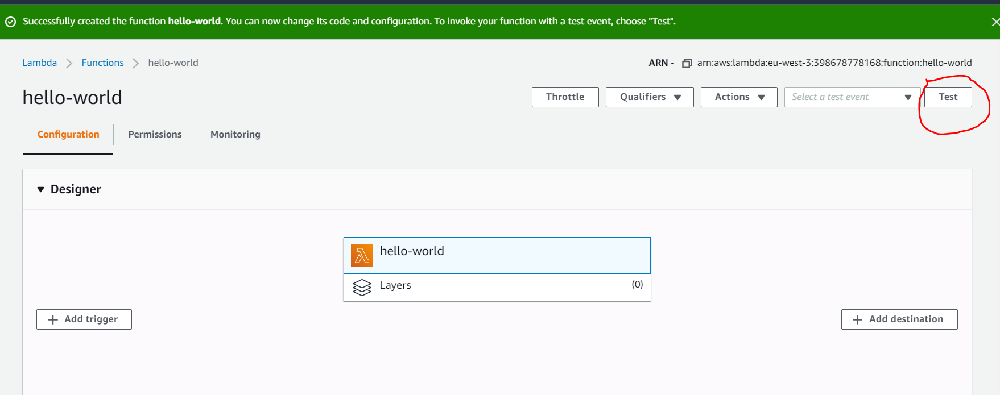 Successfully created the function hello-world. You can now change its code and configuration. To invoke your function with a test event, choose "Test".
Lambda Functions hello-world
ARN - arn:aws:lambda:eu-west-3:398678778168:function:hello-world
hello-world
Throttle Qualifiers Actions Select a test event Test
Configuration Permissions Monitoring
Designer
hello-world
Layers (0)
Add trigger Add destination